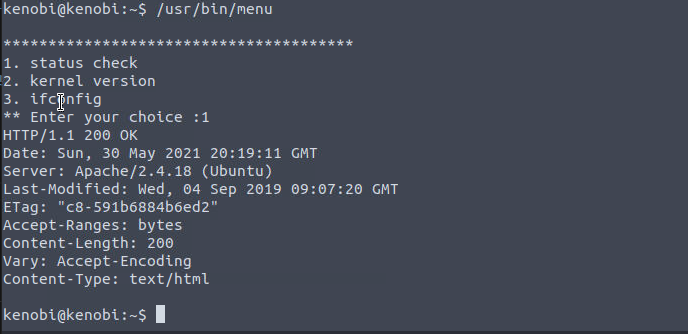 kenobi@kenobi:~$ /usr/bin/menu
***************************************
1. status check
2. kernel version
3. ifconfig
** Enter your choice :1
HTTP/1.1 200 OK
Date: Sun, 30 May 2021 20:19:11 GMT
Server: Apache/2.4.18 (Ubuntu)
Last-Modified: Wed, 04 Sep 2019 09:07:20 GMT
ETag: "c8-591b6884b6ed2"
Accept-Ranges: bytes
Content-Length: 200
Vary: Accept-Encoding
Content-Type: text/html
kenobi@kenobi:~$